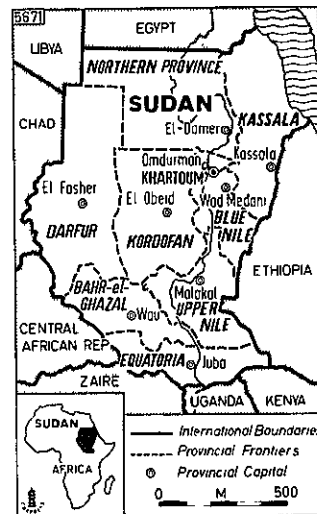 5671
EGYPT
LIBYA
NORTHERN PROVINCE
SUDAN
CHAD
El-Damer
KASSALA
Omdurman
Kassala
KHARTOUM
El Fasher
El Obeid
Wad Medani
BLUE NILE
DARFUR
KORDOFAN
ETHIOPIA
BAHR-el-GHAZAL
Malakal
UPPER NILE
Wau
CENTRAL AFRICAN REP.
EQUATORIA
Juba
ZAIRE
UGANDA
KENYA
SUDAN
AFRICA
International Boundaries
Provincial Frontiers
Provincial Capital
0 M 500